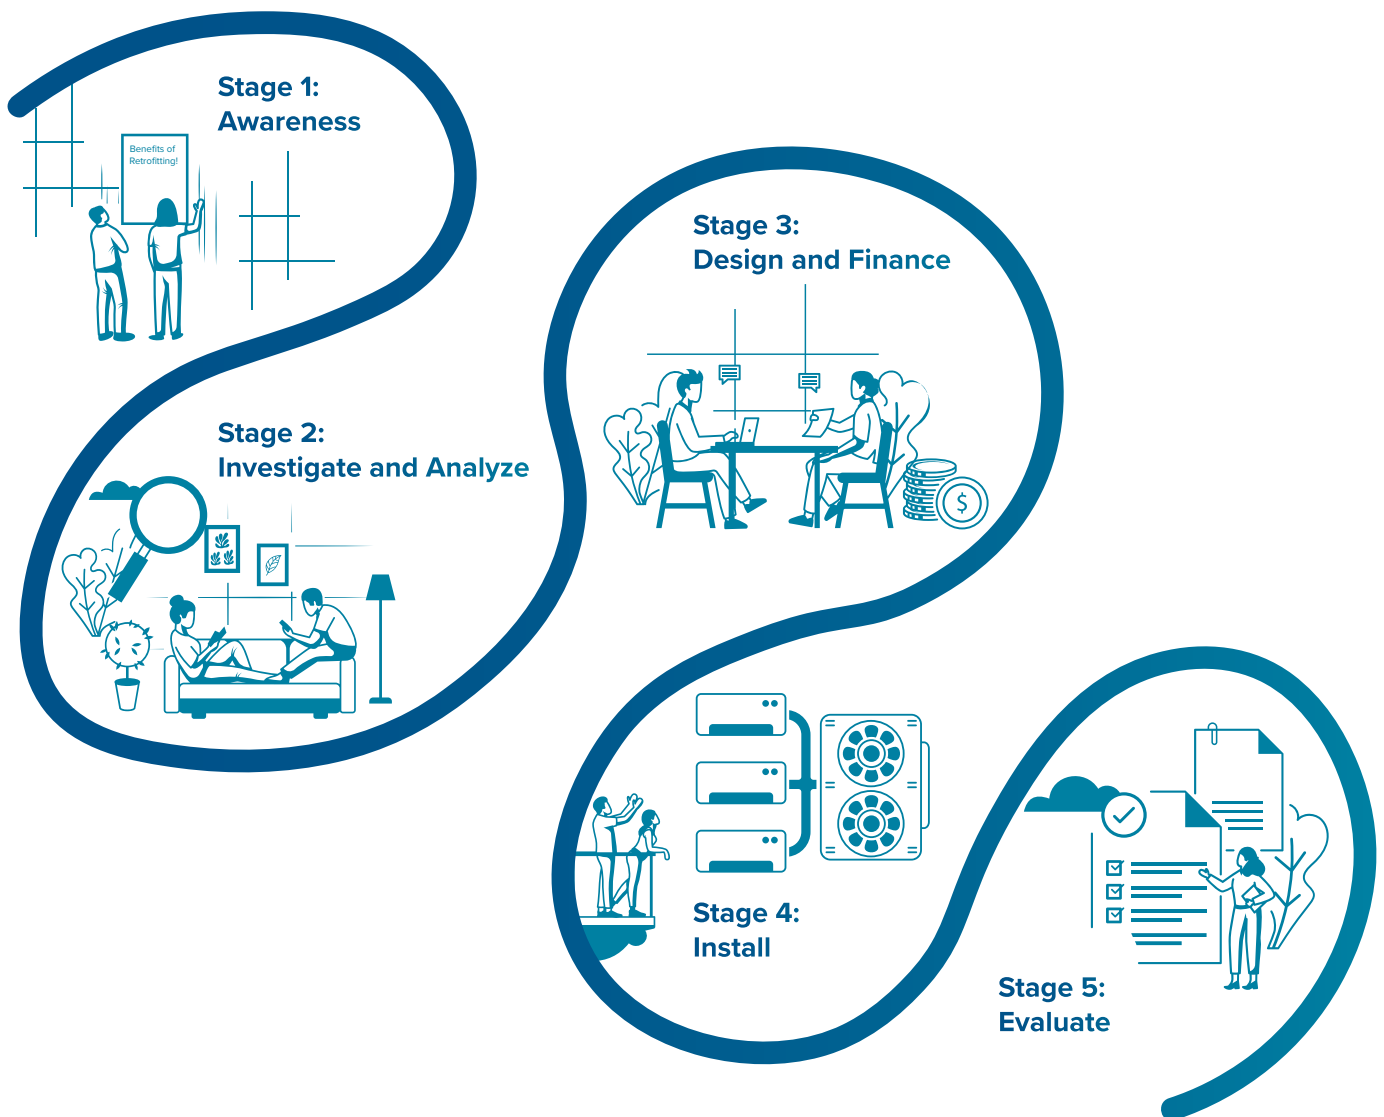 Stage 1:
Awareness
Benefits of
Retrofitting!
Stage 2:
Investigate and Analyze
Stage 3:
Design and Finance
$
Stage 4:
Install
Stage 5:
Evaluate